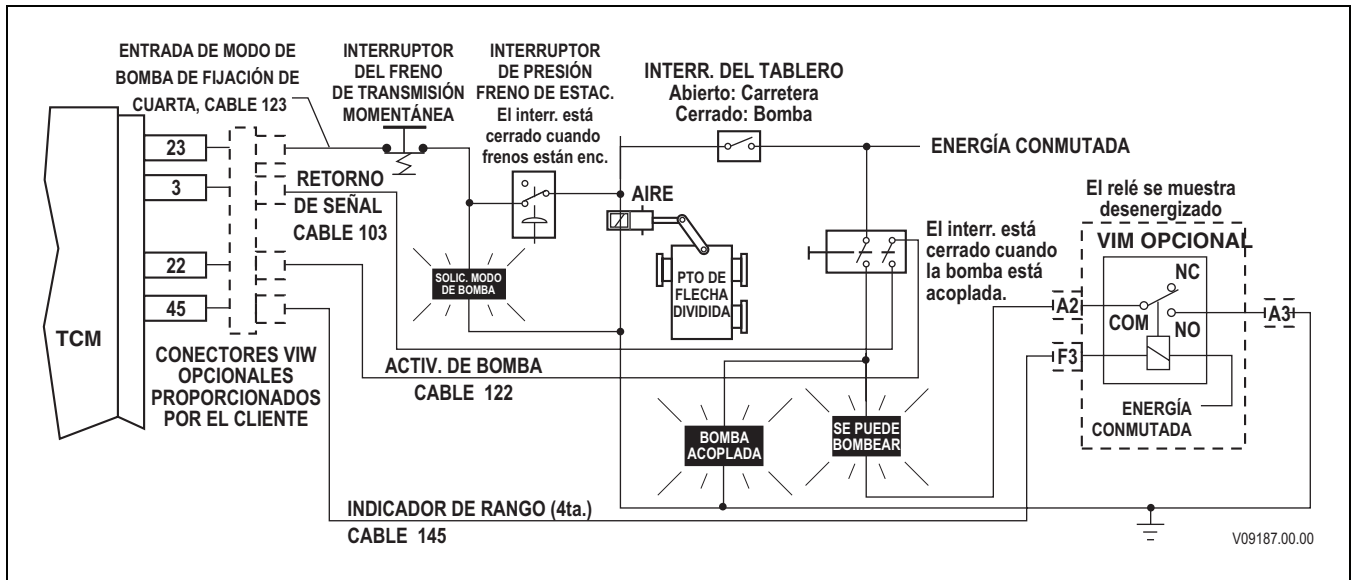 ENTRADA DE MODO DE
BOMBA DE FIJACIÓN DE
CUARTA, CABLE 123
INTERRUPTOR
DEL FRENO
DE TRANSMISIÓN
MOMENTÁNEA
INTERRUPTOR
DE PRESIÓN
FRENO DE ESTAC.
El interr. está
cerrado cuando
frenos están enc.
INTERR. DEL TABLERO
Abierto: Carretera
Cerrado: Bomba
ENERGÍA CONMUTADA
23
3
22
45
TCM
RETORNO
DE SEÑAL
CABLE 103
AIRE
SOLIC. MODO
DE BOMBA
PTO DE
FLECHA
DIVIDIDA
El interr. está
cerrado cuando
la bomba está
acoplada.
El relé se muestra
desenergizado
VIM OPCIONAL
NC
A2
COM
NO
A3
F3
ENERGÍA
CONMUTADA
CONECTORES VIW
OPCIONALES
PROPORCIONADOS
POR EL CLIENTE
ACTIV. DE BOMBA
CABLE 122
BOMBA
ACOPLADA
SE PUEDE
BOMBEAR
INDICADOR DE RANGO (4ta.)
CABLE 145
V09187.00.00